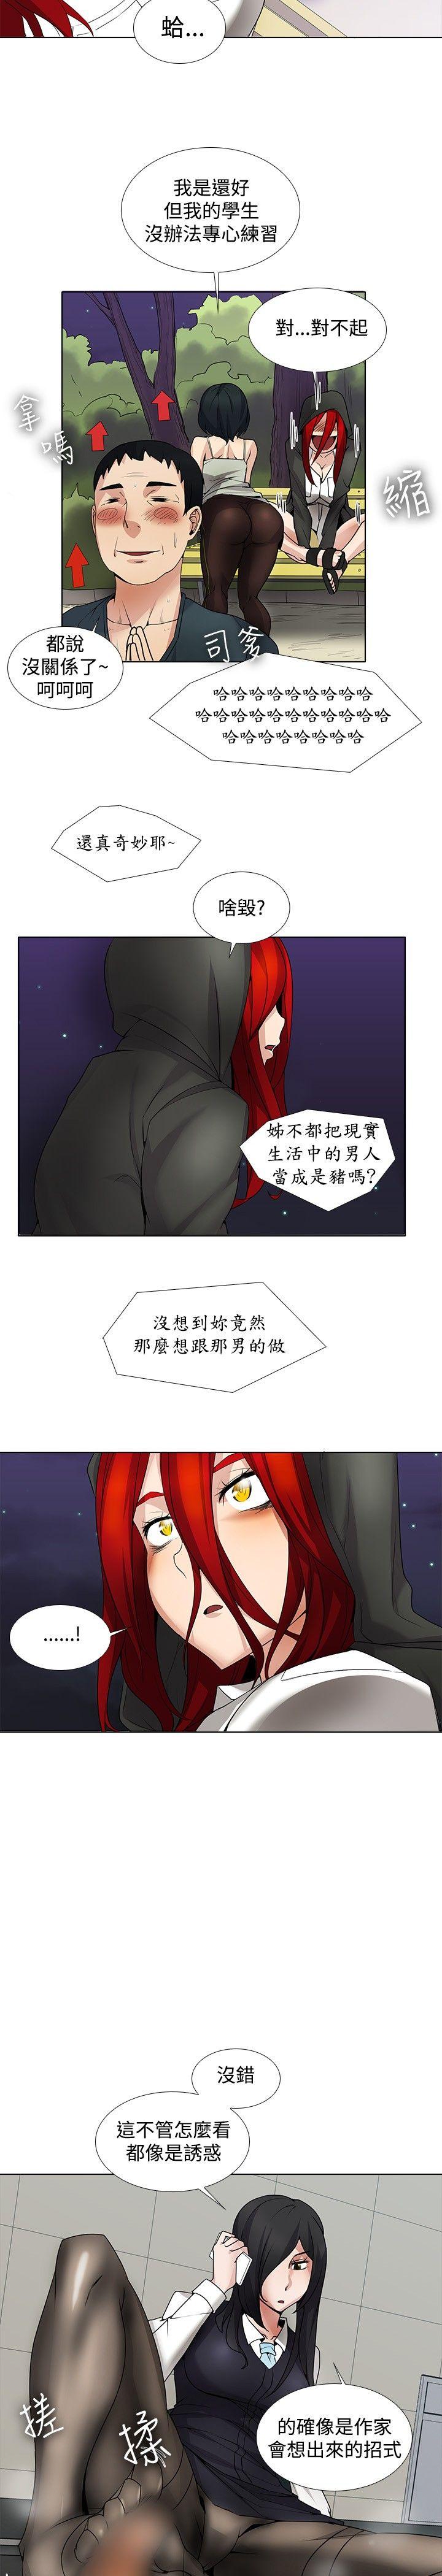 蛤...
我是還好
但我的學生
沒辦法專心練習
對...對不起
拿
嗎
縮
都說
沒關係了~
呵呵呵
司
爹
哈哈哈哈哈哈哈哈哈
哈哈哈哈哈哈哈哈哈哈哈
哈哈哈哈哈哈哈哈
還真奇妙耶~
啥毀?
姊不都把現實
生活中的男人
當成是豬嗎?
沒想到妳竟然
那麼想跟那男的做
......!
沒錯
這不管怎麼看
都像是誘惑
的確像是作家
會想出來的招式
搓
揉